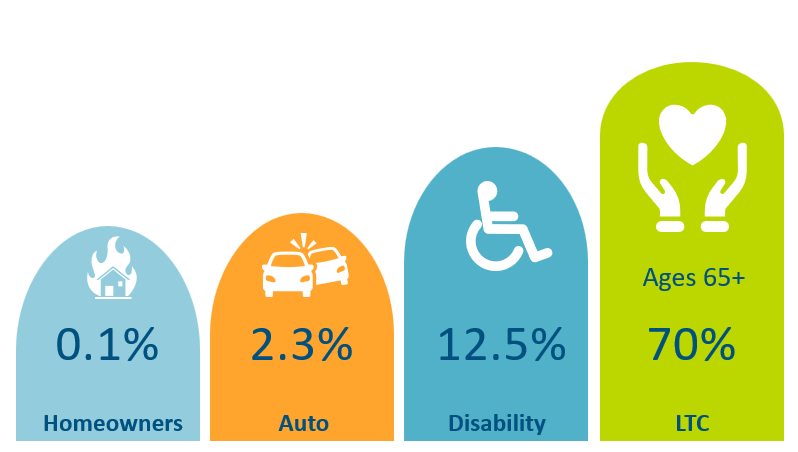 Ages 65+
0.1%
2.3%
12.5%
70%
Homeowners
Auto
Disability
LTC